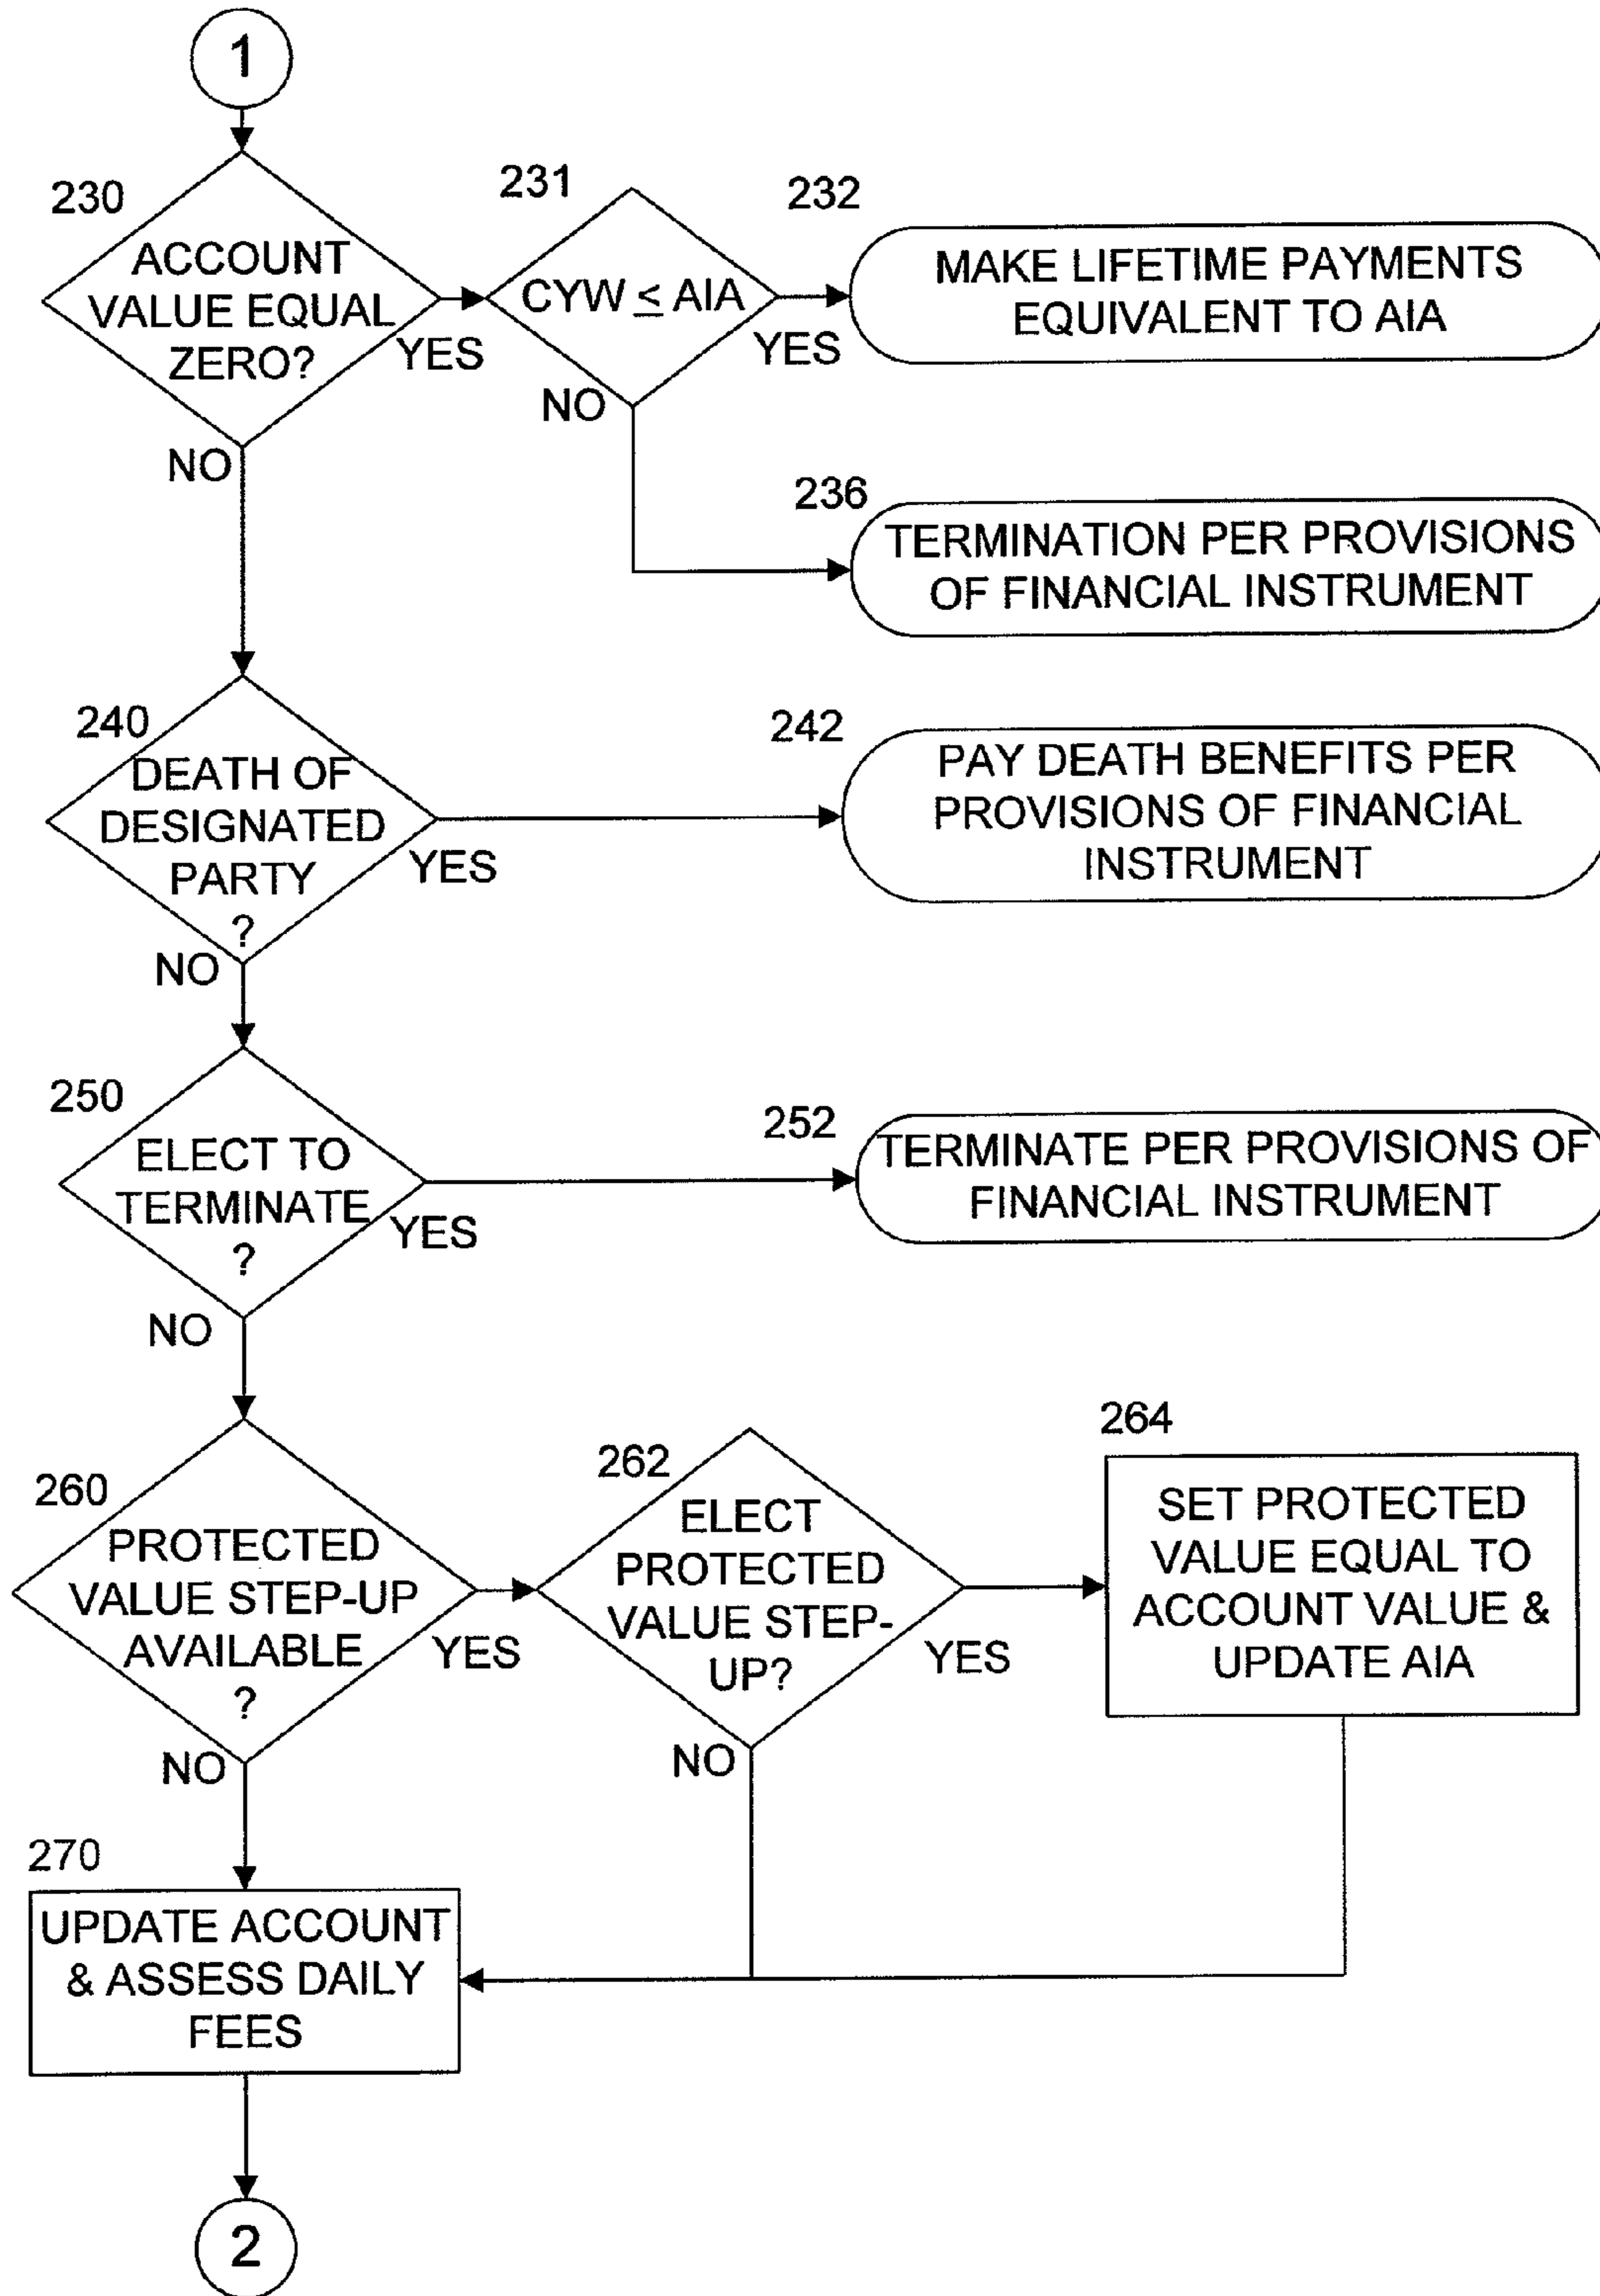 1
230
ACCOUNT
VALUE EQUAL
ZERO?
YES
NO
231
CYW ≤ AIA
YES
NO
232
MAKE LIFETIME PAYMENTS
EQUIVALENT TO AIA
236
TERMINATION PER PROVISIONS
OF FINANCIAL INSTRUMENT
240
DEATH OF
DESIGNATED
PARTY
?
YES
NO
242
PAY DEATH BENEFITS PER
PROVISIONS OF FINANCIAL
INSTRUMENT
250
ELECT TO
TERMINATE
?
YES
NO
252
TERMINATE PER PROVISIONS OF
FINANCIAL INSTRUMENT
260
PROTECTED
VALUE STEP-UP
AVAILABLE
?
YES
NO
262
ELECT
PROTECTED
VALUE STEP-
UP?
YES
NO
264
SET PROTECTED
VALUE EQUAL TO
ACCOUNT VALUE &
UPDATE AIA
270
UPDATE ACCOUNT
& ASSESS DAILY
FEES
2